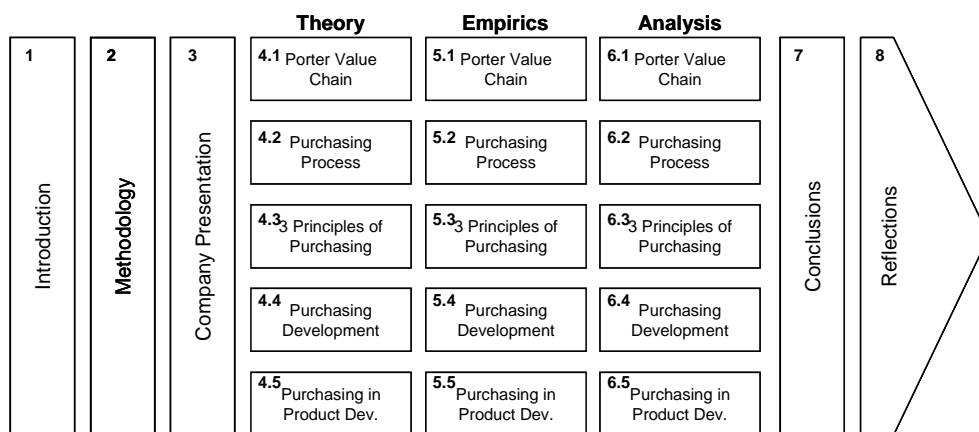 Theory Empirics Analysis
1 2 3 7 8
Introduction
Methodology
Company Presentation
4.1 Porter Value
Chain
5.1 Porter Value
Chain
6.1 Porter Value
Chain
4.2 Purchasing
Process
5.2 Purchasing
Process
6.2 Purchasing
Process
4.3 3 Principles of
Purchasing
5.3 3 Principles of
Purchasing
6.3 3 Principles of
Purchasing
4.4 Purchasing
Development
5.4 Purchasing
Development
6.4 Purchasing
Development
4.5 Purchasing in
Product Dev.
5.5 Purchasing in
Product Dev.
6.5 Purchasing in
Product Dev.
Conclusions
Reflections